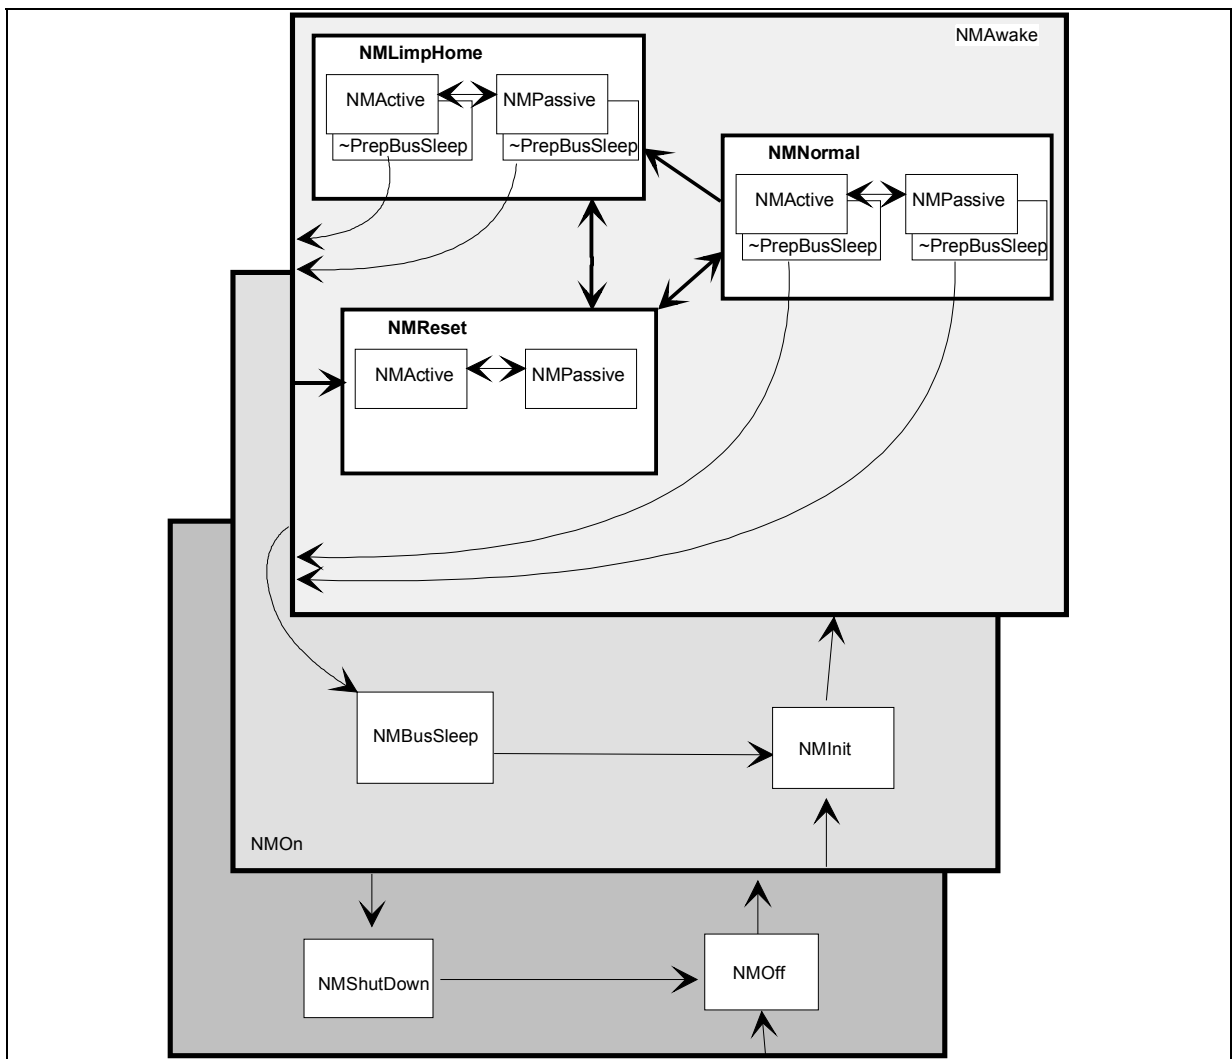 NMAwake
NMLimpHome
NMActive
NMPassive
~PrepBusSleep
~PrepBusSleep
NMNormal
NMActive
NMPassive
~PrepBusSleep
~PrepBusSleep
NMReset
NMActive
NMPassive
NMBusSleep
NMInit
NMOn
NMShutDown
NMOff